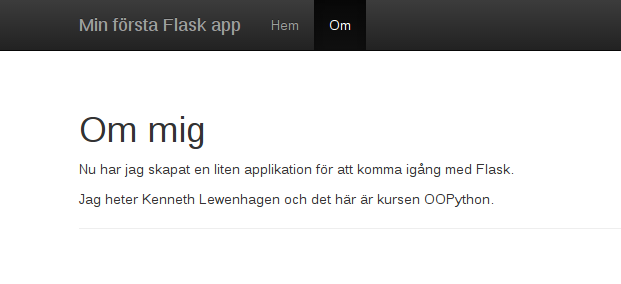 Min första Flask app Hem Om
Om mig
Nu har jag skapat en liten applikation för att komma igång med Flask.
Jag heter Kenneth Lewenhagen och det här är kursen OOPython.